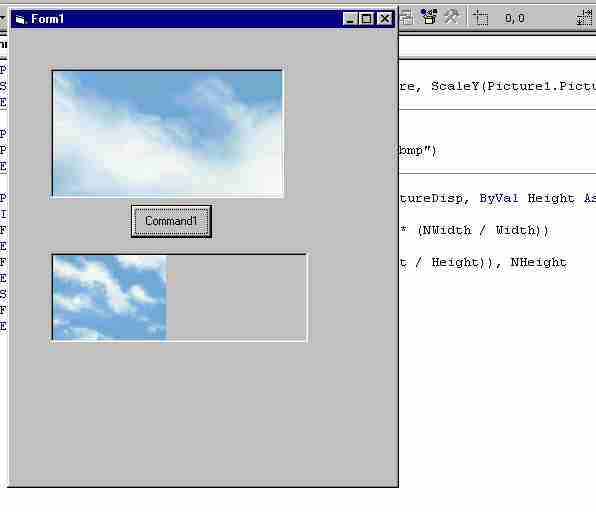 Form1
0, 0
P
S re, ScaleY(Picture1.Pictu
E
P
P bmp")
E
P tureDisp, ByVal Height As
I
F * (NWidth / Width))
E
F t / Height)), NHeight
E
S
F
E
Command1